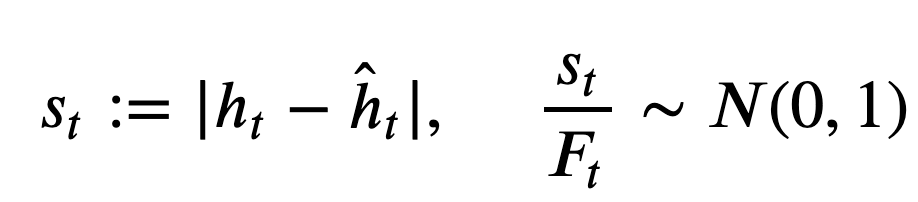 s_t := |h_t − ĥ_t|, s_t / F_t ∼ N(0, 1)